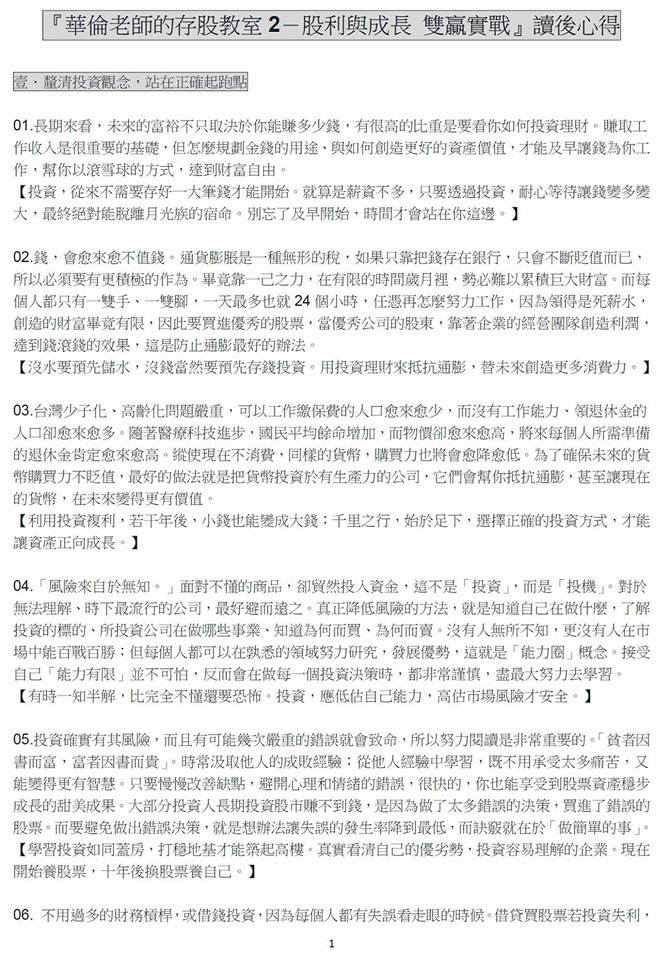 『華倫老師的存股教室 2－股利與成長 雙贏實戰』讀後心得
壹．釐清投資觀念，站在正確起跑點
01.長期來看，未來的富裕不只取決於你能賺多少錢，有很高的比重是要看你如何投資理財。賺取工
作收入是很重要的基礎，但怎麼規劃金錢的用途、與如何創造更好的資產價值，才能及早讓錢為你工
作，幫你以滾雪球的方式，達到財富自由。
【投資，從來不需要存好一大筆錢才能開始。就算是薪資不多，只要透過投資，耐心等待讓錢變多變
大，最終絕對能脫離月光族的宿命。別忘了及早開始，時間才會站在你這邊。】
02.錢，會愈來愈不值錢。通貨膨脹是一種無形的稅，如果只靠把錢存在銀行，只會不斷貶值而已，
所以必須要有更積極的作為。畢竟靠一己之力，在有限的時間歲月裡，勢必難以累積巨大財富。而每
個人都只有一雙手、一雙腳，一天最多也就 24 個小時，任憑再怎麼努力工作，因為領得是死薪水，
創造的財富畢竟有限，因此要買進優秀的股票，當優秀公司的股東，靠著企業的經營團隊創造利潤，
達到錢滾錢的效果，這是防止通膨最好的辦法。
【沒水要預先儲水，沒錢當然要預先存錢投資。用投資理財來抵抗通膨，替未來創造更多消費力。】
03.台灣少子化、高齡化問題嚴重，可以工作繳保費的人口愈來愈少，而沒有工作能力、領退休金的
人口卻愈來愈多。隨著醫療科技進步，國民平均餘命增加，而物價卻愈來愈高，將來每個人所需準備
的退休金肯定愈來愈高。縱使現在不消費，同樣的貨幣，購買力也將會愈降愈低。為了確保未來的貨
幣購買力不貶值，最好的做法就是把貨幣投資於有生產力的公司，它們會幫你抵抗通膨，甚至讓現在
的貨幣，在未來變得更有價值。
【利用投資複利，若干年後，小錢也能變成大錢；千里之行，始於足下，選擇正確的投資方式，才能
讓資產正向成長。】
04.「風險來自於無知。」面對不懂的商品，卻貿然投入資金，這不是「投資」，而是「投機」。對於
無法理解、時下最流行的公司，最好避而遠之。真正降低風險的方法，就是知道自己在做什麼，了解
投資的標的、所投資公司在做哪些事業、知道為何而買、為何而賣。沒有人無所不知，更沒有人在市
場中能百戰百勝；但每個人都可以在孰悉的領域努力研究，發展優勢，這就是「能力圈」概念。接受
自己「能力有限」並不可怕，反而會在做每一個投資決策時，都非常謹慎，盡最大努力去學習。
【有時一知半解，比完全不懂還要恐怖。投資，應低估自己能力，高估市場風險才安全。】
05.投資確實有其風險，而且有可能幾次嚴重的錯誤就會致命，所以努力閱讀是非常重要的。「貧者因
書而富，富者因書而貴」。時常汲取他人的成敗經驗；從他人經驗中學習，既不用承受太多痛苦，又
能變得更有智慧。只要慢慢改善缺點，避開心理和情緒的錯誤，很快的，你也能享受到股票資產穩步
成長的甜美成果。大部分投資人長期投資股市賺不到錢，是因為做了太多錯誤的決策，買進了錯誤的
股票。而要避免做出錯誤決策，就是想辦法讓失誤的發生率降到最低，而訣竅就在於「做簡單的事」。
【學習投資如同蓋房，打穩地基才能築起高樓。真實看清自己的優劣勢，投資容易理解的企業。現在
開始養股票，十年後換股票養自己。】
06. 不用過多的財務槓桿，或借錢投資，因為每個人都有失誤看走眼的時候。借貸買股票若投資失利，
1